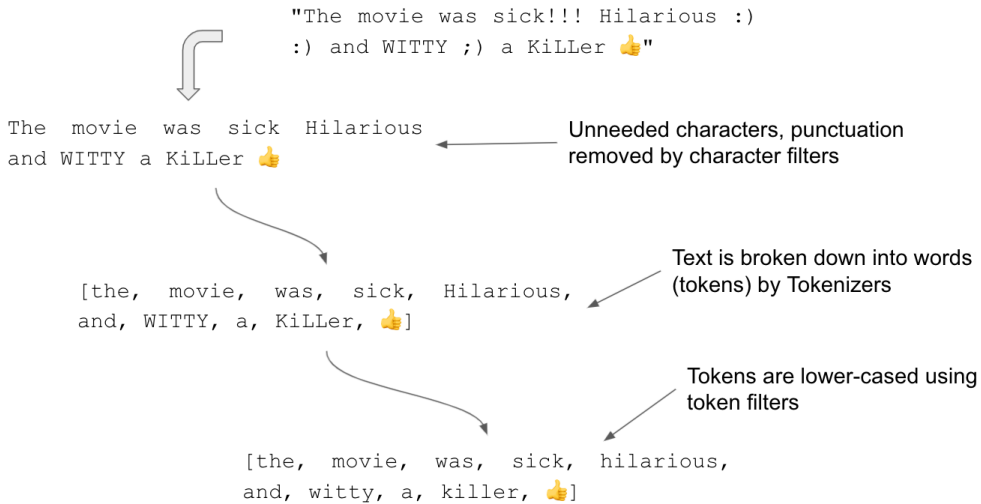 "The movie was sick!!! Hilarious :)
:) and WITTY ;) a KiLLer 👍"
The movie was sick Hilarious
and WITTY a KiLLer 👍
Unneeded characters, punctuation
removed by character filters
[the, movie, was, sick, Hilarious,
and, WITTY, a, KiLLer, 👍]
Text is broken down into words
(tokens) by Tokenizers
Tokens are lower-cased using
token filters
[the, movie, was, sick, hilarious,
and, witty, a, killer, 👍]